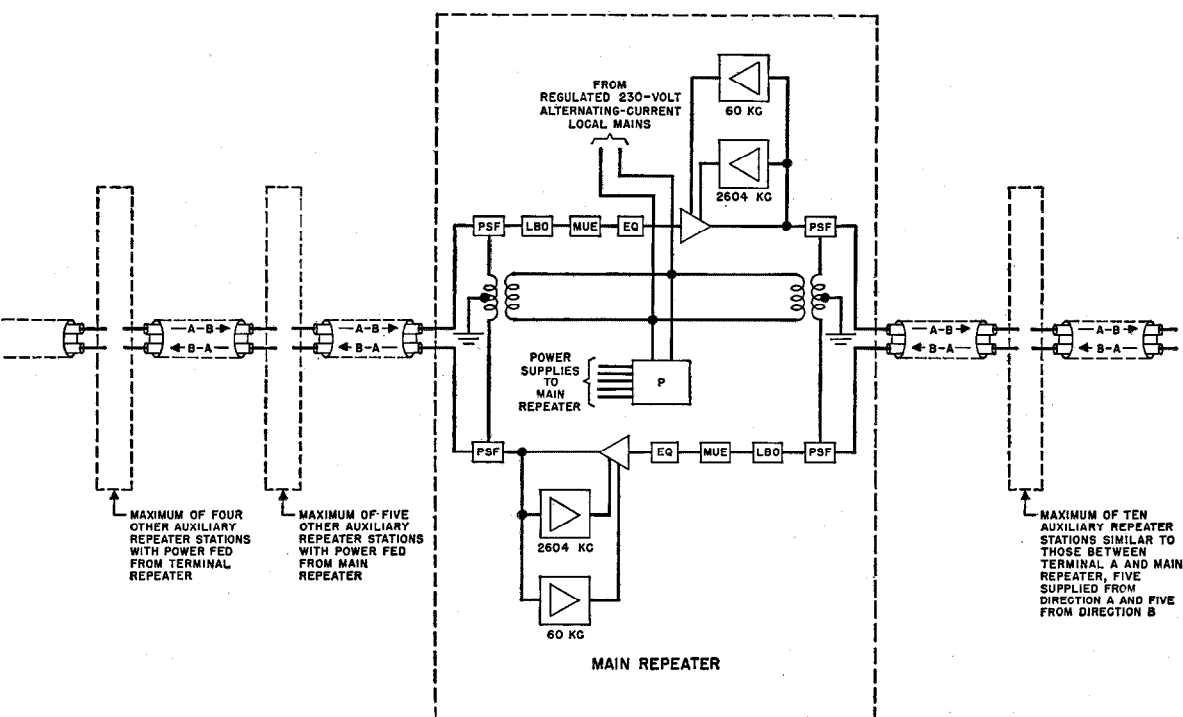 FROM
REGULATED 230-VOLT
ALTERNATING-CURRENT
LOCAL MAINS
60 KC
2604 KC
PSF
LBO
MUE
EQ
PSF
A-B
B-A
A-B
B-A
A-B
B-A
A-B
B-A
POWER
SUPPLIES
TO
MAIN
REPEATER
P
PSF
EQ
MUE
LBO
PSF
2604 KC
60 KC
MAXIMUM OF FOUR
OTHER AUXILIARY
REPEATER STATIONS
WITH POWER FED
FROM TERMINAL
REPEATER
MAXIMUM OF FIVE
OTHER AUXILIARY
REPEATER STATIONS
WITH POWER FED
FROM MAIN
REPEATER
MAXIMUM OF TEN
AUXILIARY REPEATER
STATIONS SIMILAR TO
THOSE BETWEEN
TERMINAL A AND MAIN
REPEATER, FIVE
SUPPLIED FROM
DIRECTION A AND FIVE
FROM DIRECTION B
MAIN REPEATER